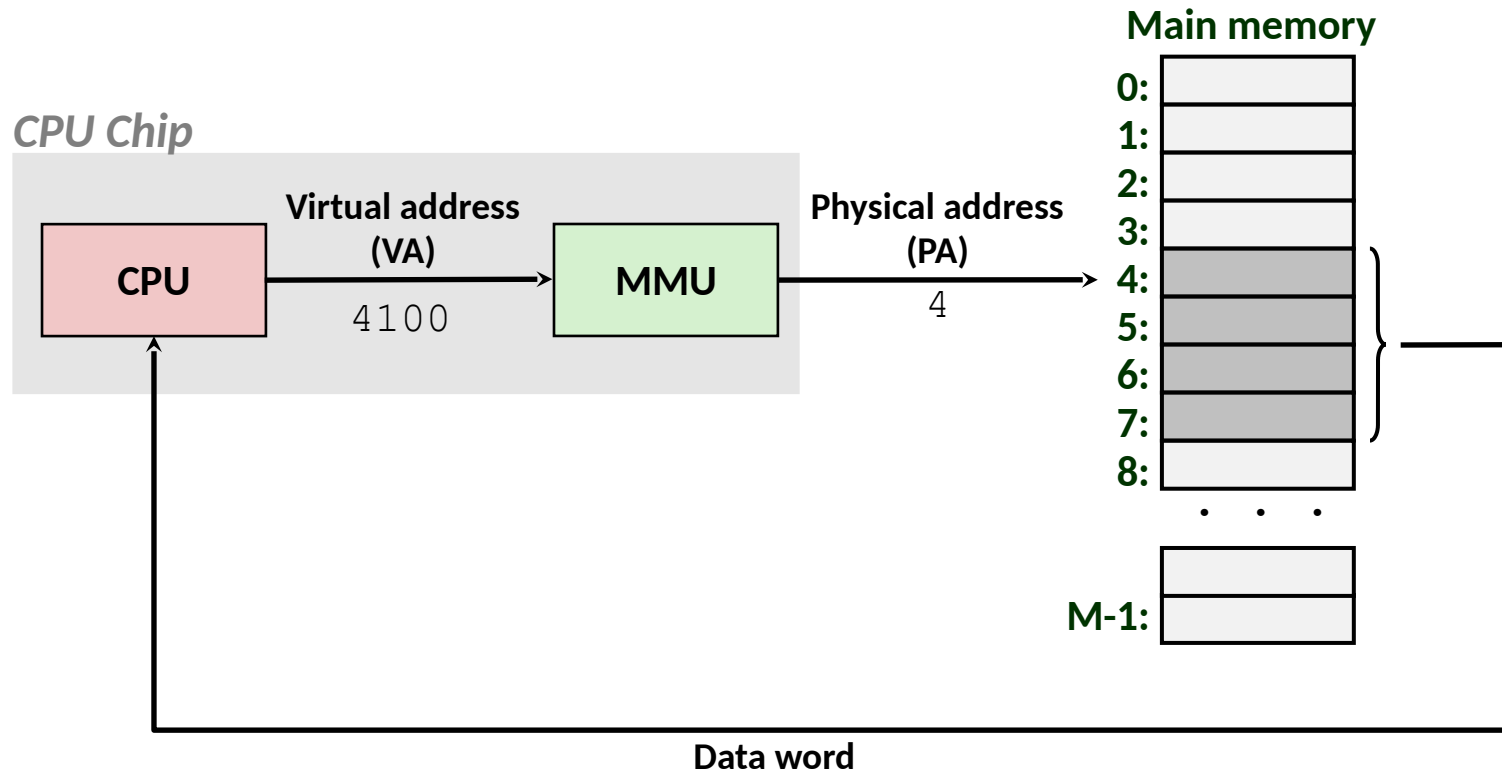 Main memory
CPU Chip
Virtual address
(VA)
Physical address
(PA)
CPU
MMU
4100
4
0:
1:
2:
3:
4:
5:
6:
7:
8:
. . .
M-1:
Data word